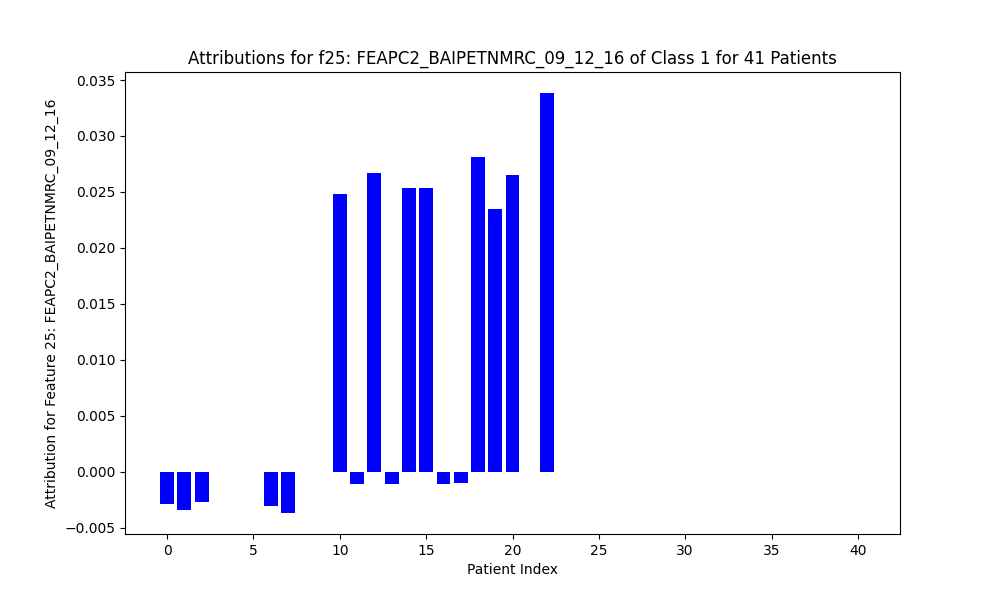 Attributions for f25: FEAPC2_BAIPETNMRC_09_12_16 of Class 1 for 41 Patients
Attribution for Feature 25: FEAPC2_BAIPETNMRC_09_12_16
0.035
0.030
0.025
0.020
0.015
0.010
0.005
0.000
−0.005
0 5 10 15 20 25 30 35 40
Patient Index